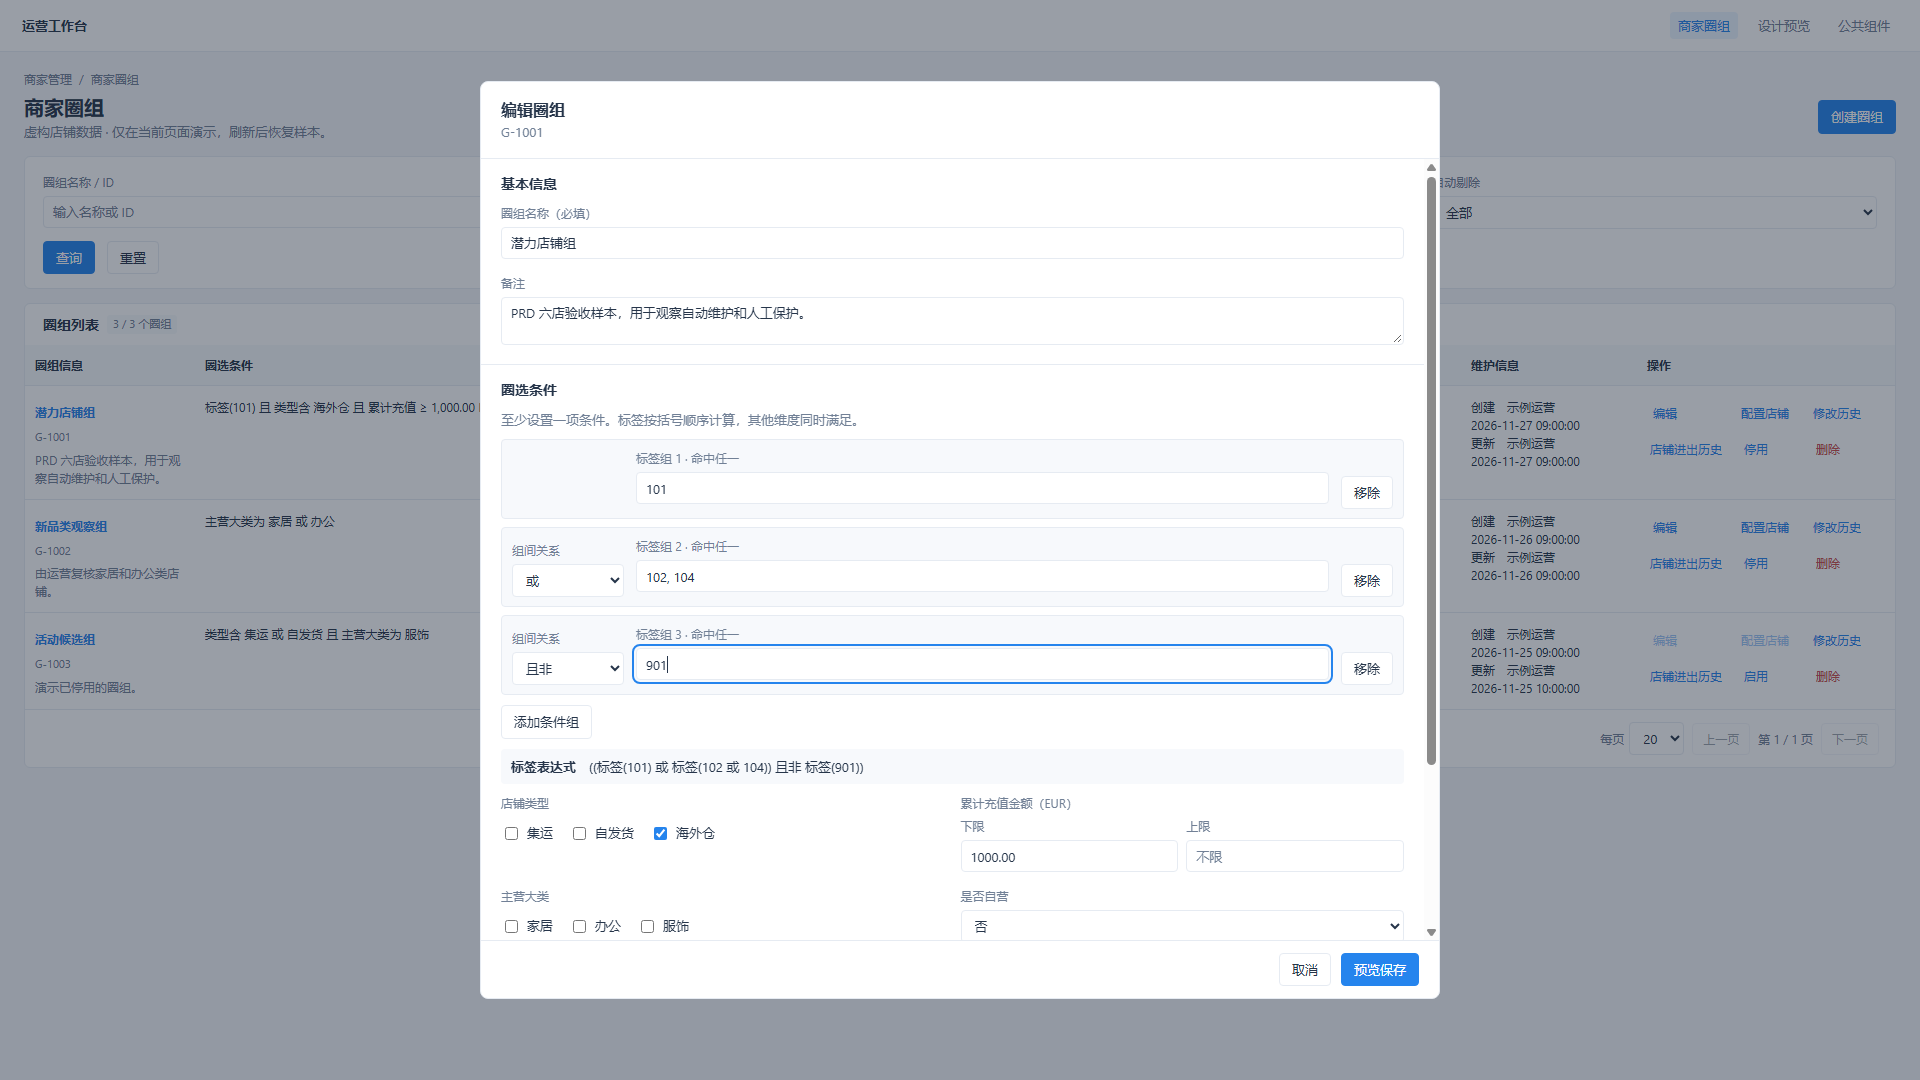 运营工作台
商家圈组
设计预览
公共组件
商家管理 / 商家圈组
商家圈组
虚构店铺数据 · 仅在当前页面演示，刷新后恢复样本。
创建圈组
圈组名称 / ID
输入名称或 ID
动剔除
全部
查询
重置
圈组列表 3 / 3 个圈组
圈组信息
圈选条件
维护信息
操作
潜力店铺组
G-1001
PRD 六店验收样本，用于观
察自动维护和人工保护。
标签(101) 且 类型含 海外仓 且 累计充值 ≥ 1,000.00
创建 示例运营
2026-11-27 09:00:00
更新 示例运营
2026-11-27 09:00:00
编辑 配置店铺 修改历史
店铺进出历史 停用 删除
新品类观察组
G-1002
由运营复核家居和办公类店
铺。
主营大类为 家居 或 办公
创建 示例运营
2026-11-26 09:00:00
更新 示例运营
2026-11-26 09:00:00
编辑 配置店铺 修改历史
店铺进出历史 停用 删除
活动候选组
G-1003
演示已停用的圈组。
类型含 集运 或 自发货 且 主营大类为 服饰
创建 示例运营
2026-11-25 09:00:00
更新 示例运营
2026-11-25 10:00:00
编辑 配置店铺 修改历史
店铺进出历史 启用 删除
每页 20 上一页 第 1 / 1 页 下一页
编辑圈组
G-1001
基本信息
圈组名称（必填）
潜力店铺组
备注
PRD 六店验收样本，用于观察自动维护和人工保护。
圈选条件
至少设置一项条件。标签按括号顺序计算，其他维度同时满足。
标签组 1 · 命中任一
101
移除
组间关系
或
标签组 2 · 命中任一
102, 104
移除
组间关系
且非
标签组 3 · 命中任一
901
移除
添加条件组
标签表达式 ((标签(101) 或 标签(102 或 104)) 且非 标签(901))
店铺类型
集运 自发货 海外仓
累计充值金额（EUR）
下限
1000.00
上限
不限
主营大类
家居 办公 服饰
是否自营
否
取消
预览保存